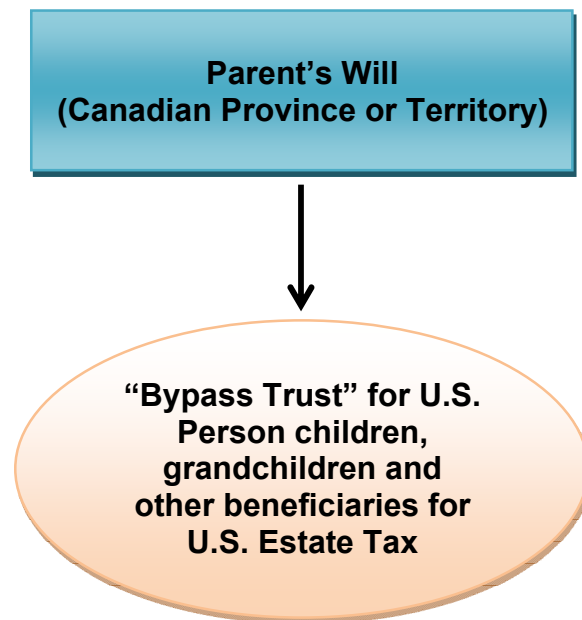 Parent’s Will
(Canadian Province or Territory)
“Bypass Trust” for U.S.
Person children,
grandchildren and
other beneficiaries for
U.S. Estate Tax